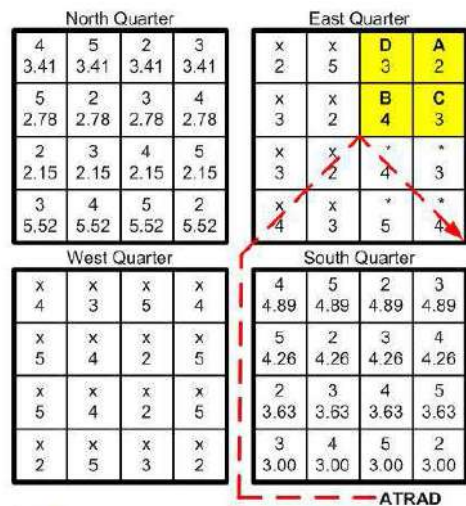 North Quarter
4 5 2 3
3.41 3.41 3.41 3.41
5 2 3 4
2.78 2.78 2.78 2.78
2 3 4 5
2.15 2.15 2.15 2.15
3 4 5 2
5.52 5.52 5.52 5.52
East Quarter
x x D A
2 5 3 2
x x B C
3 2 4 3
x x * *
3 2 4 3
x x * *
4 3 5 4
West Quarter
x x x x
4 3 5 4
x x x x
5 4 2 5
x x x x
5 4 2 5
x x x x
2 5 3 2
South Quarter
4 5 2 3
4.89 4.89 4.89 4.89
5 2 3 4
4.26 4.26 4.26 4.26
2 3 4 5
3.63 3.63 3.63 3.63
3 4 5 2
3.00 3.00 3.00 3.00
ATRAD